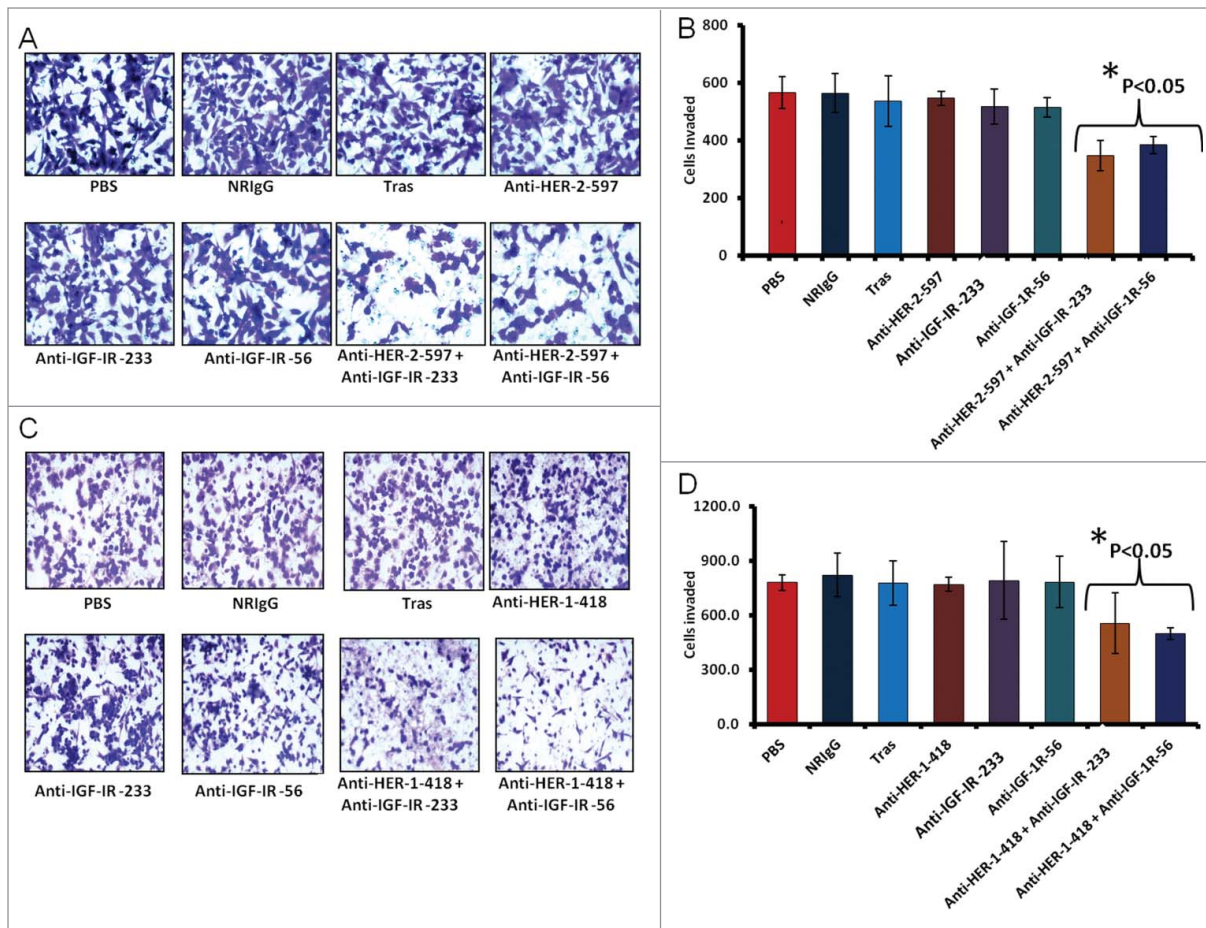 A
PBS
NRIgG
Tras
Anti-HER-2-597
Anti-IGF-IR-233
Anti-IGF-IR-56
Anti-HER-2-597 +
Anti-IGF-IR-233
Anti-HER-2-597 +
Anti-IGF-IR-56
B
Cells Invaded
800
600
400
200
0
*
P<0.05
PBS
NRIgG
Tras
Anti-HER-2-597
Anti-IGF-IR-233
Anti-IGF-1R-56
Anti-HER-2-597 + Anti-IGF-IR-233
Anti-HER-2-597 + Anti-IGF-1R-56
C
PBS
NRIgG
Tras
Anti-HER-1-418
Anti-IGF-IR-233
Anti-IGF-IR-56
Anti-HER-1-418 +
Anti-IGF-IR-233
Anti-HER-1-418 +
Anti-IGF-IR-56
D
Cells invaded
1200.0
900.0
600.0
300.0
0.0
*
P<0.05
PBS
NRIgG
Tras
Anti-HER-1-418
Anti-IGF-IR-233
Anti-IGF-1R-56
Anti-HER-1-418 + Anti-IGF-IR-233
Anti-HER-1-418 + Anti-IGF-1R-56